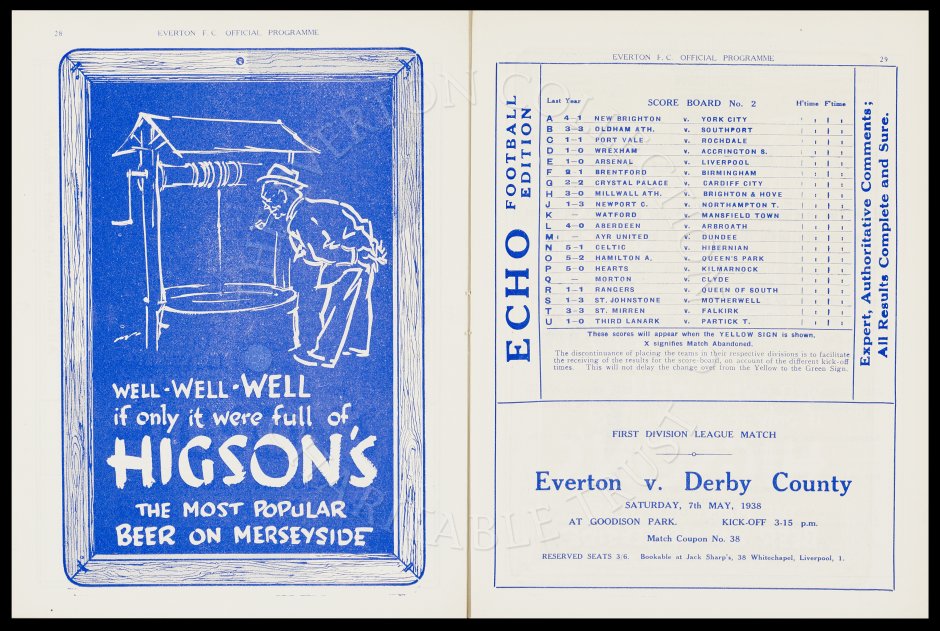 28
EVERTON F. C. OFFICIAL PROGRAMME
WELL-WELL-WELL
if only it were full of
HIGSON'S
THE MOST POPULAR
BEER ON MERSEYSIDE
EVERTON F. C. OFFICIAL PROGRAMME
29
ECHO FOOTBALL EDITION
Last Year SCORE BOARD No. 2 H'time F'time
A 4—1 NEW BRIGHTON v. YORK CITY
B 3—3 OLDHAM ATH. v. SOUTHPORT
C 1—1 PORT VALE v. ROCHDALE
D 1—0 WREXHAM v. ACCRINGTON S.
E 1—0 ARSENAL v. LIVERPOOL
F 2—1 BRENTFORD v. BIRMINGHAM
G 2—2 CRYSTAL PALACE v. CARDIFF CITY
H 3—0 MILLWALL ATH. v. BRIGHTON & HOVE
J 1—3 NEWPORT C. v. NORTHAMPTON T.
K — WATFORD v. MANSFIELD TOWN
L 4—0 ABERDEEN v. ARBROATH
M — AYR UNITED v. DUNDEE
N 5—1 CELTIC v. HIBERNIAN
O 5—2 HAMILTON A. v. QUEEN'S PARK
P 5—0 HEARTS v. KILMARNOCK
Q — MORTON v. CLYDE
R 1—1 RANGERS v. QUEEN OF SOUTH
S 1—3 ST. JOHNSTONE v. MOTHERWELL
T 3—3 ST. MIRREN v. FALKIRK
U 1—0 THIRD LANARK v. PARTICK T.
These scores will appear when the YELLOW SIGN is shown.
X signifies Match Abandoned.
The discontinuance of placing the teams in their respective divisions is to facilitate
the receiving of the results for the score-board, on account of the different kick-off
times. This will not delay the change over from the Yellow to the Green Sign.
Expert, Authoritative Comments;
All Results Complete and Sure.
FIRST DIVISION LEAGUE MATCH
Everton v. Derby County
SATURDAY, 7th MAY, 1938
AT GOODISON PARK. KICK-OFF 3-15 p.m.
Match Coupon No. 38
RESERVED SEATS 3/6. Bookable at Jack Sharp's, 38 Whitechapel, Liverpool, 1.